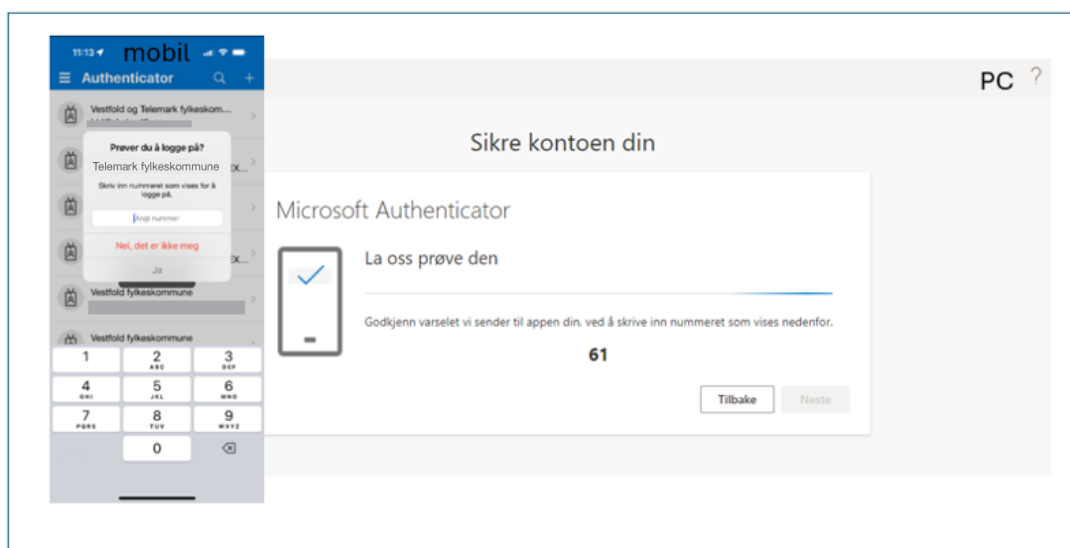 11:13
mobil
Authenticator
Vestfold og Telemark fylkeskom...
Prøver du å logge på?
Telemark fylkeskommune
Skriv inn nummeret som vises for å
logge på.
Angi nummer
Nei, det er ikke meg
Ja
Vestfold fylkeskommune
Vestfold fylkeskommune
1
2
ABC
3
DEF
4
GHI
5
JKL
6
MNO
7
PQRS
8
TUV
9
WXYZ
0
PC ?
Sikre kontoen din
Microsoft Authenticator
La oss prøve den
Godkjenn varselet vi sender til appen din, ved å skrive inn nummeret som vises nedenfor.
61
Tilbake
Neste